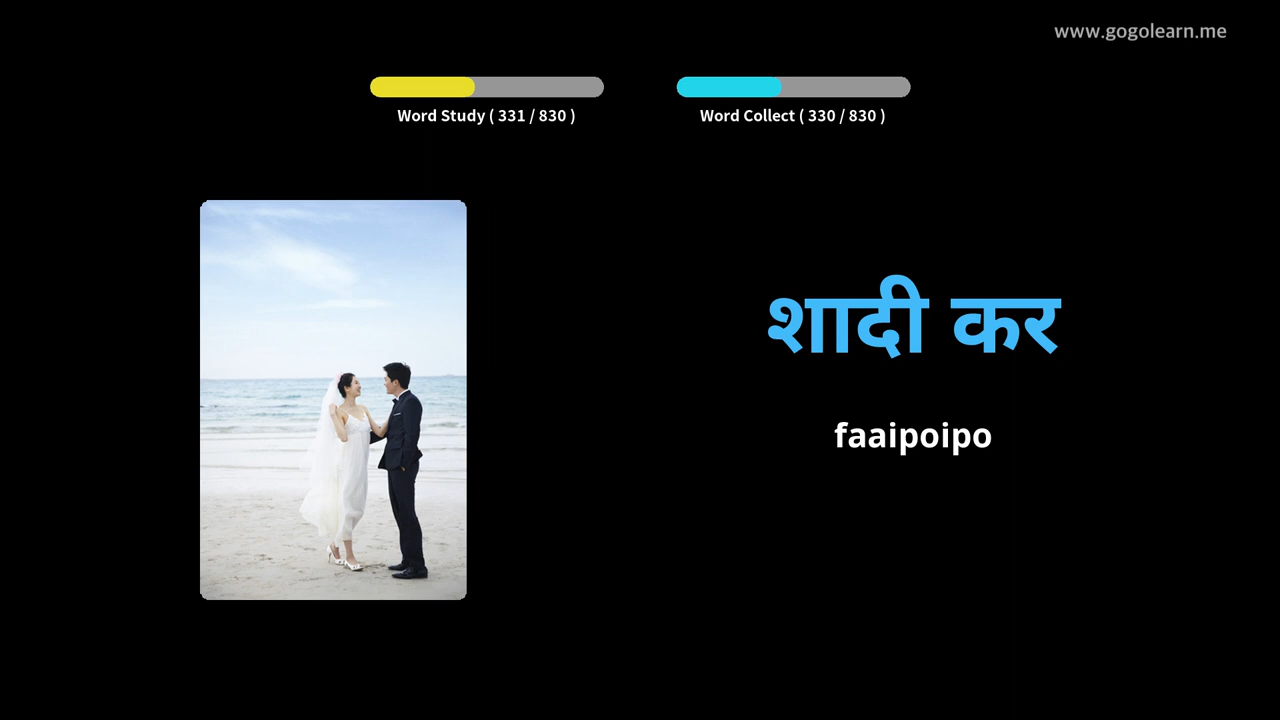 www.gogolearn.me
Word Study ( 331 / 830 )
Word Collect ( 330 / 830 )
शादी कर
faaipoipo